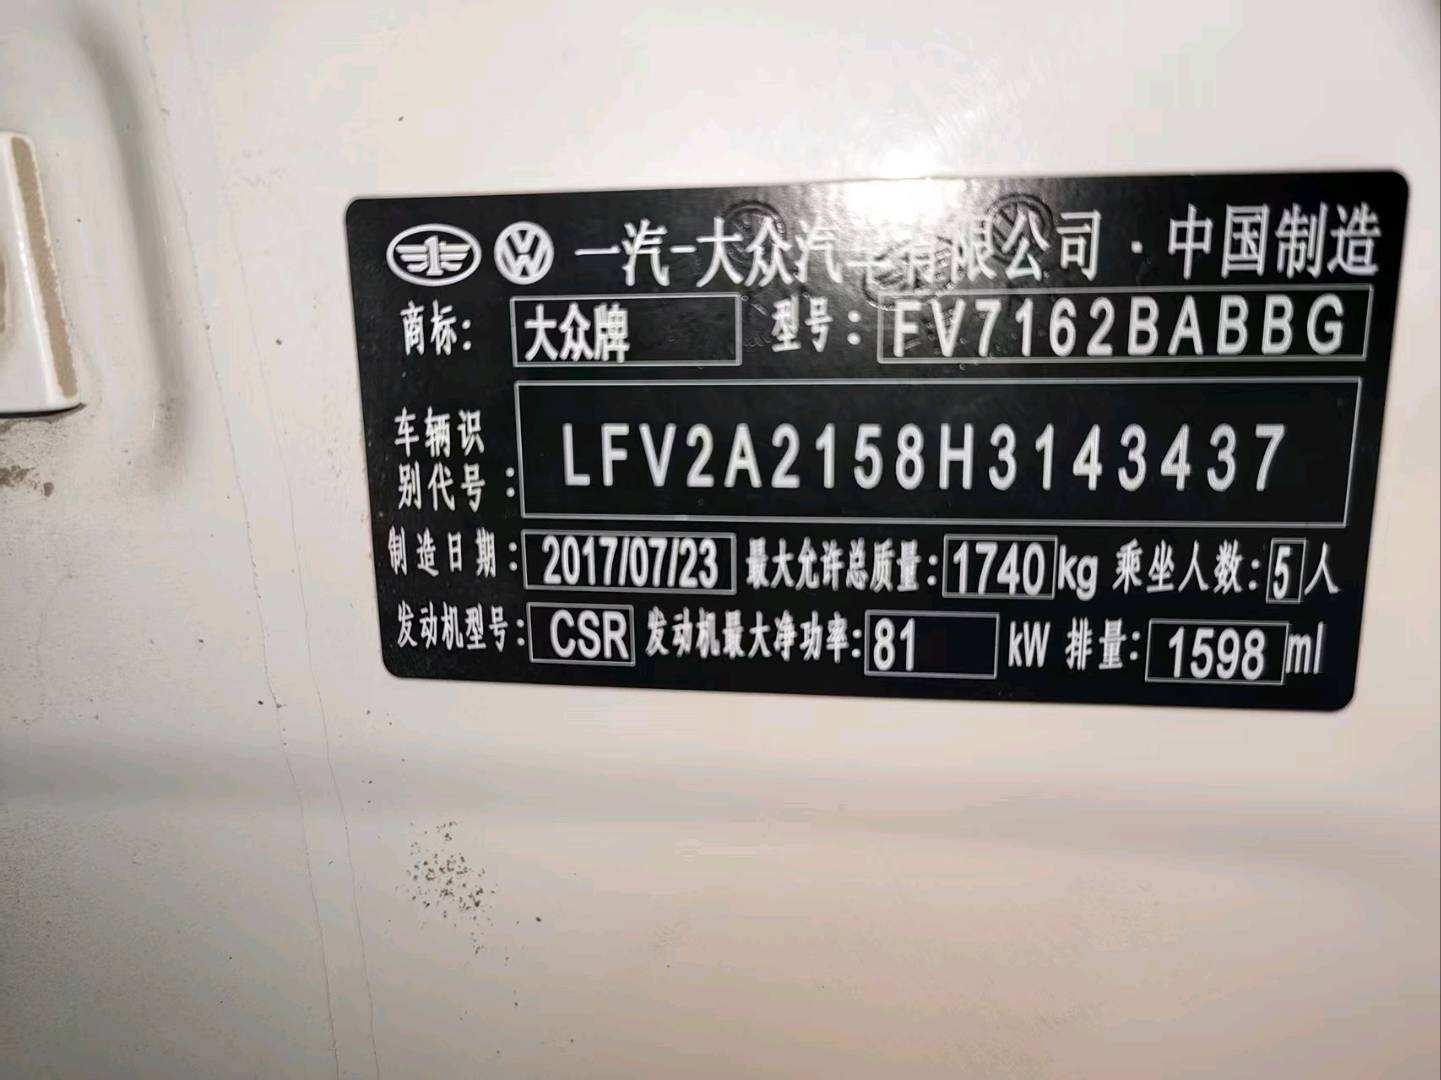 一汽-大众汽车有限公司·中国制造
商标: 大众牌 型号: FV7162BABBG
车辆识别代号: LFV2A2158H3143437
制造日期: 2017/07/23 最大允许总质量: 1740kg 乘坐人数: 5人
发动机型号: CSR 发动机最大净功率: 81 kW 排量: 1598ml